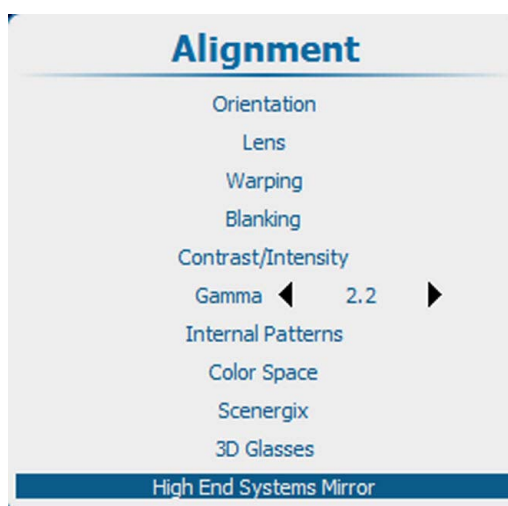 Alignment
Orientation
Lens
Warping
Blanking
Contrast/Intensity
Gamma 2.2
Internal Patterns
Color Space
Scenergix
3D Glasses
High End Systems Mirror